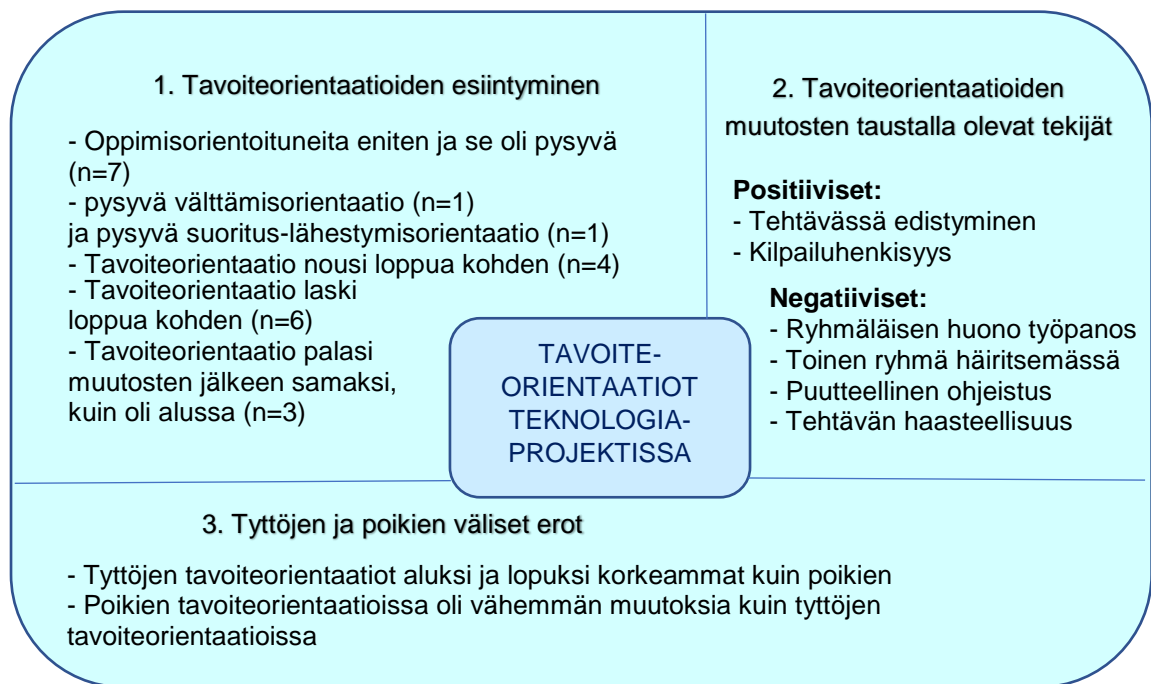 1. Tavoiteorientaatioiden esiintyminen
- Oppimisorientoituneita eniten ja se oli pysyvä
(n=7)
- pysyvä välttämisorientaatio (n=1)
ja pysyvä suoritus-lähestymisorientaatio (n=1)
- Tavoiteorientaatio nousi loppua kohden (n=4)
- Tavoiteorientaatio laski
loppua kohden (n=6)
- Tavoiteorientaatio palasi
muutosten jälkeen samaksi,
kuin oli alussa (n=3)
2. Tavoiteorientaatioiden
muutosten taustalla olevat tekijät
Positiiviset:
- Tehtävässä edistyminen
- Kilpailuhenkisyys
Negatiiviset:
- Ryhmäläisen huono työpanos
- Toinen ryhmä häiritsemässä
- Puutteellinen ohjeistus
- Tehtävän haasteellisuus
TAVOITE-
ORIENTAATIOT
TEKNOLOGIA-
PROJEKTISSA
3. Tyttöjen ja poikien väliset erot
- Tyttöjen tavoiteorientaatiot aluksi ja lopuksi korkeammat kuin poikien
- Poikien tavoiteorientaatioissa oli vähemmän muutoksia kuin tyttöjen
tavoiteorientaatioissa